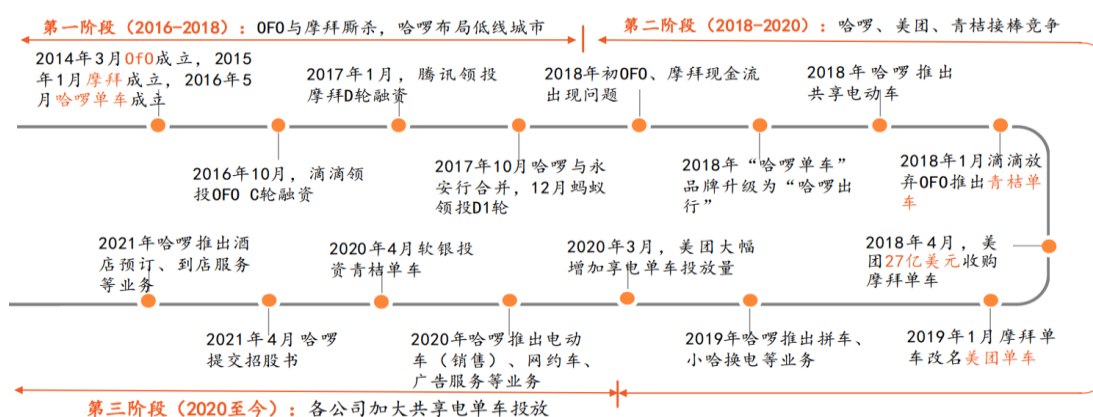 第一阶段（2016-2018）：OFO与摩拜厮杀，哈啰布局低线城市
第二阶段（2018-2020）：哈啰、美团、青桔接棒竞争
2014年3月OfO成立，2015
年1月摩拜成立，2016年5
月哈啰单车成立
2016年10月，滴滴领
投OFO C轮融资
2017年1月，腾讯领投
摩拜D轮融资
2017年10月哈啰与永
安行合并，12月蚂蚁
领投D1轮
2018年初OFO、摩拜现金流
出现问题
2018年“哈啰单车”
品牌升级为“哈啰出
行”
2018年哈啰推出
共享电动车
2018年1月滴滴放
弃OFO推出青桔单
车
2018年4月，美
团27亿美元收购
摩拜单车
2019年1月摩拜单
车改名美团单车
2019年哈啰推出拼车、
小哈换电等业务
2020年3月，美团大幅
增加享电单车投放量
2020年哈啰推出电动
车（销售）、网约车、
广告服务等业务
2020年4月软银投
资青桔单车
2021年4月哈啰
提交招股书
2021年哈啰推出酒
店预订、到店服务
等业务
第三阶段（2020至今）：各公司加大共享电单车投放